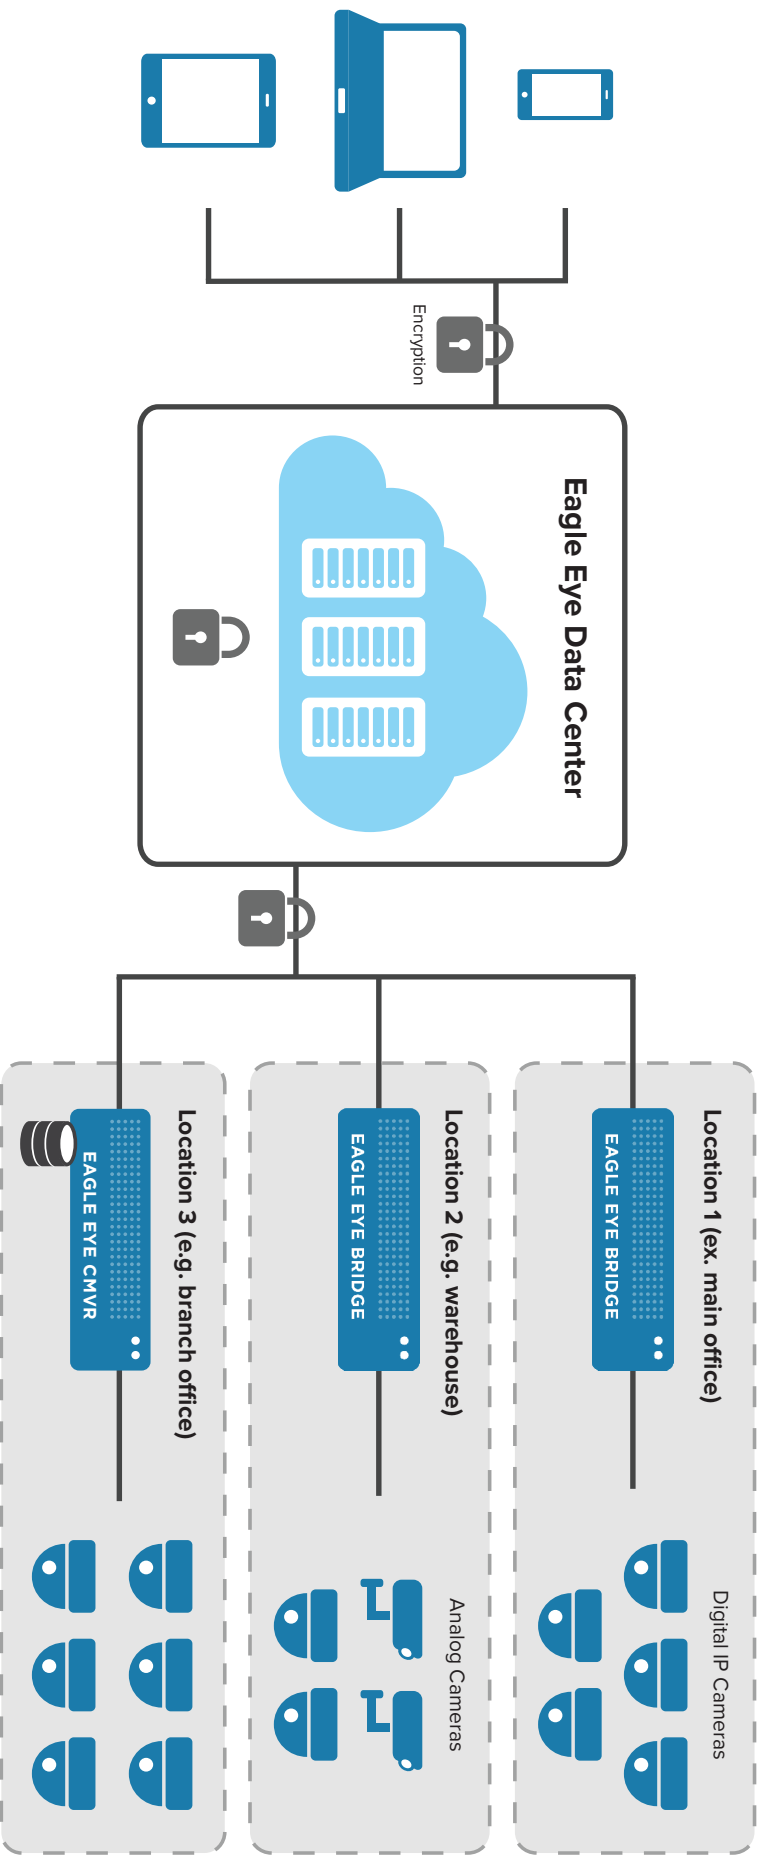 Encryption
Eagle Eye Data Center
Location 1 (ex. main office)
EAGLE EYE BRIDGE
Digital IP Cameras
Location 2 (e.g. warehouse)
EAGLE EYE BRIDGE
Analog Cameras
Location 3 (e.g. branch office)
EAGLE EYE CMVR